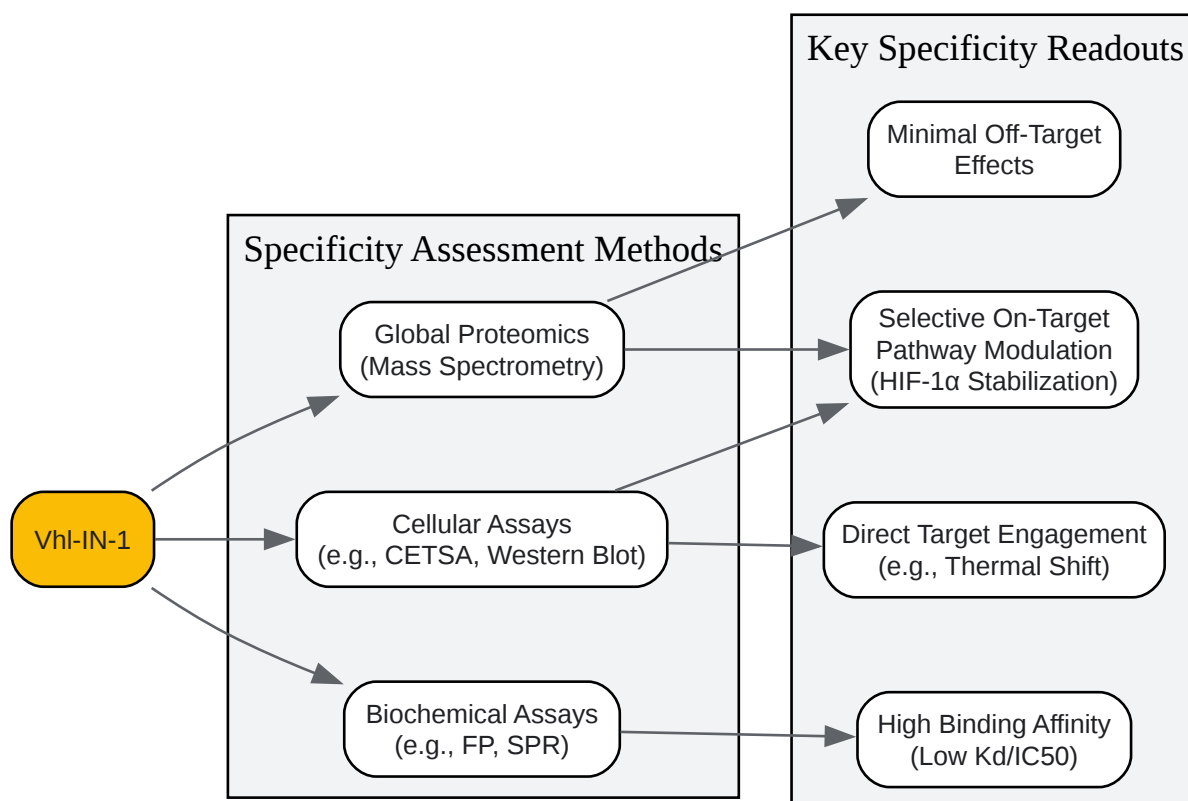 Key Specificity Readouts
Minimal Off-Target
Effects
Specificity Assessment Methods
Global Proteomics
(Mass Spectrometry)
Selective On-Target
Pathway Modulation
(HIF-1α Stabilization)
Vhl-IN-1
Cellular Assays
(e.g., CETSA, Western Blot)
Direct Target Engagement
(e.g., Thermal Shift)
Biochemical Assays
(e.g., FP, SPR)
High Binding Affinity
(Low Kd/IC50)